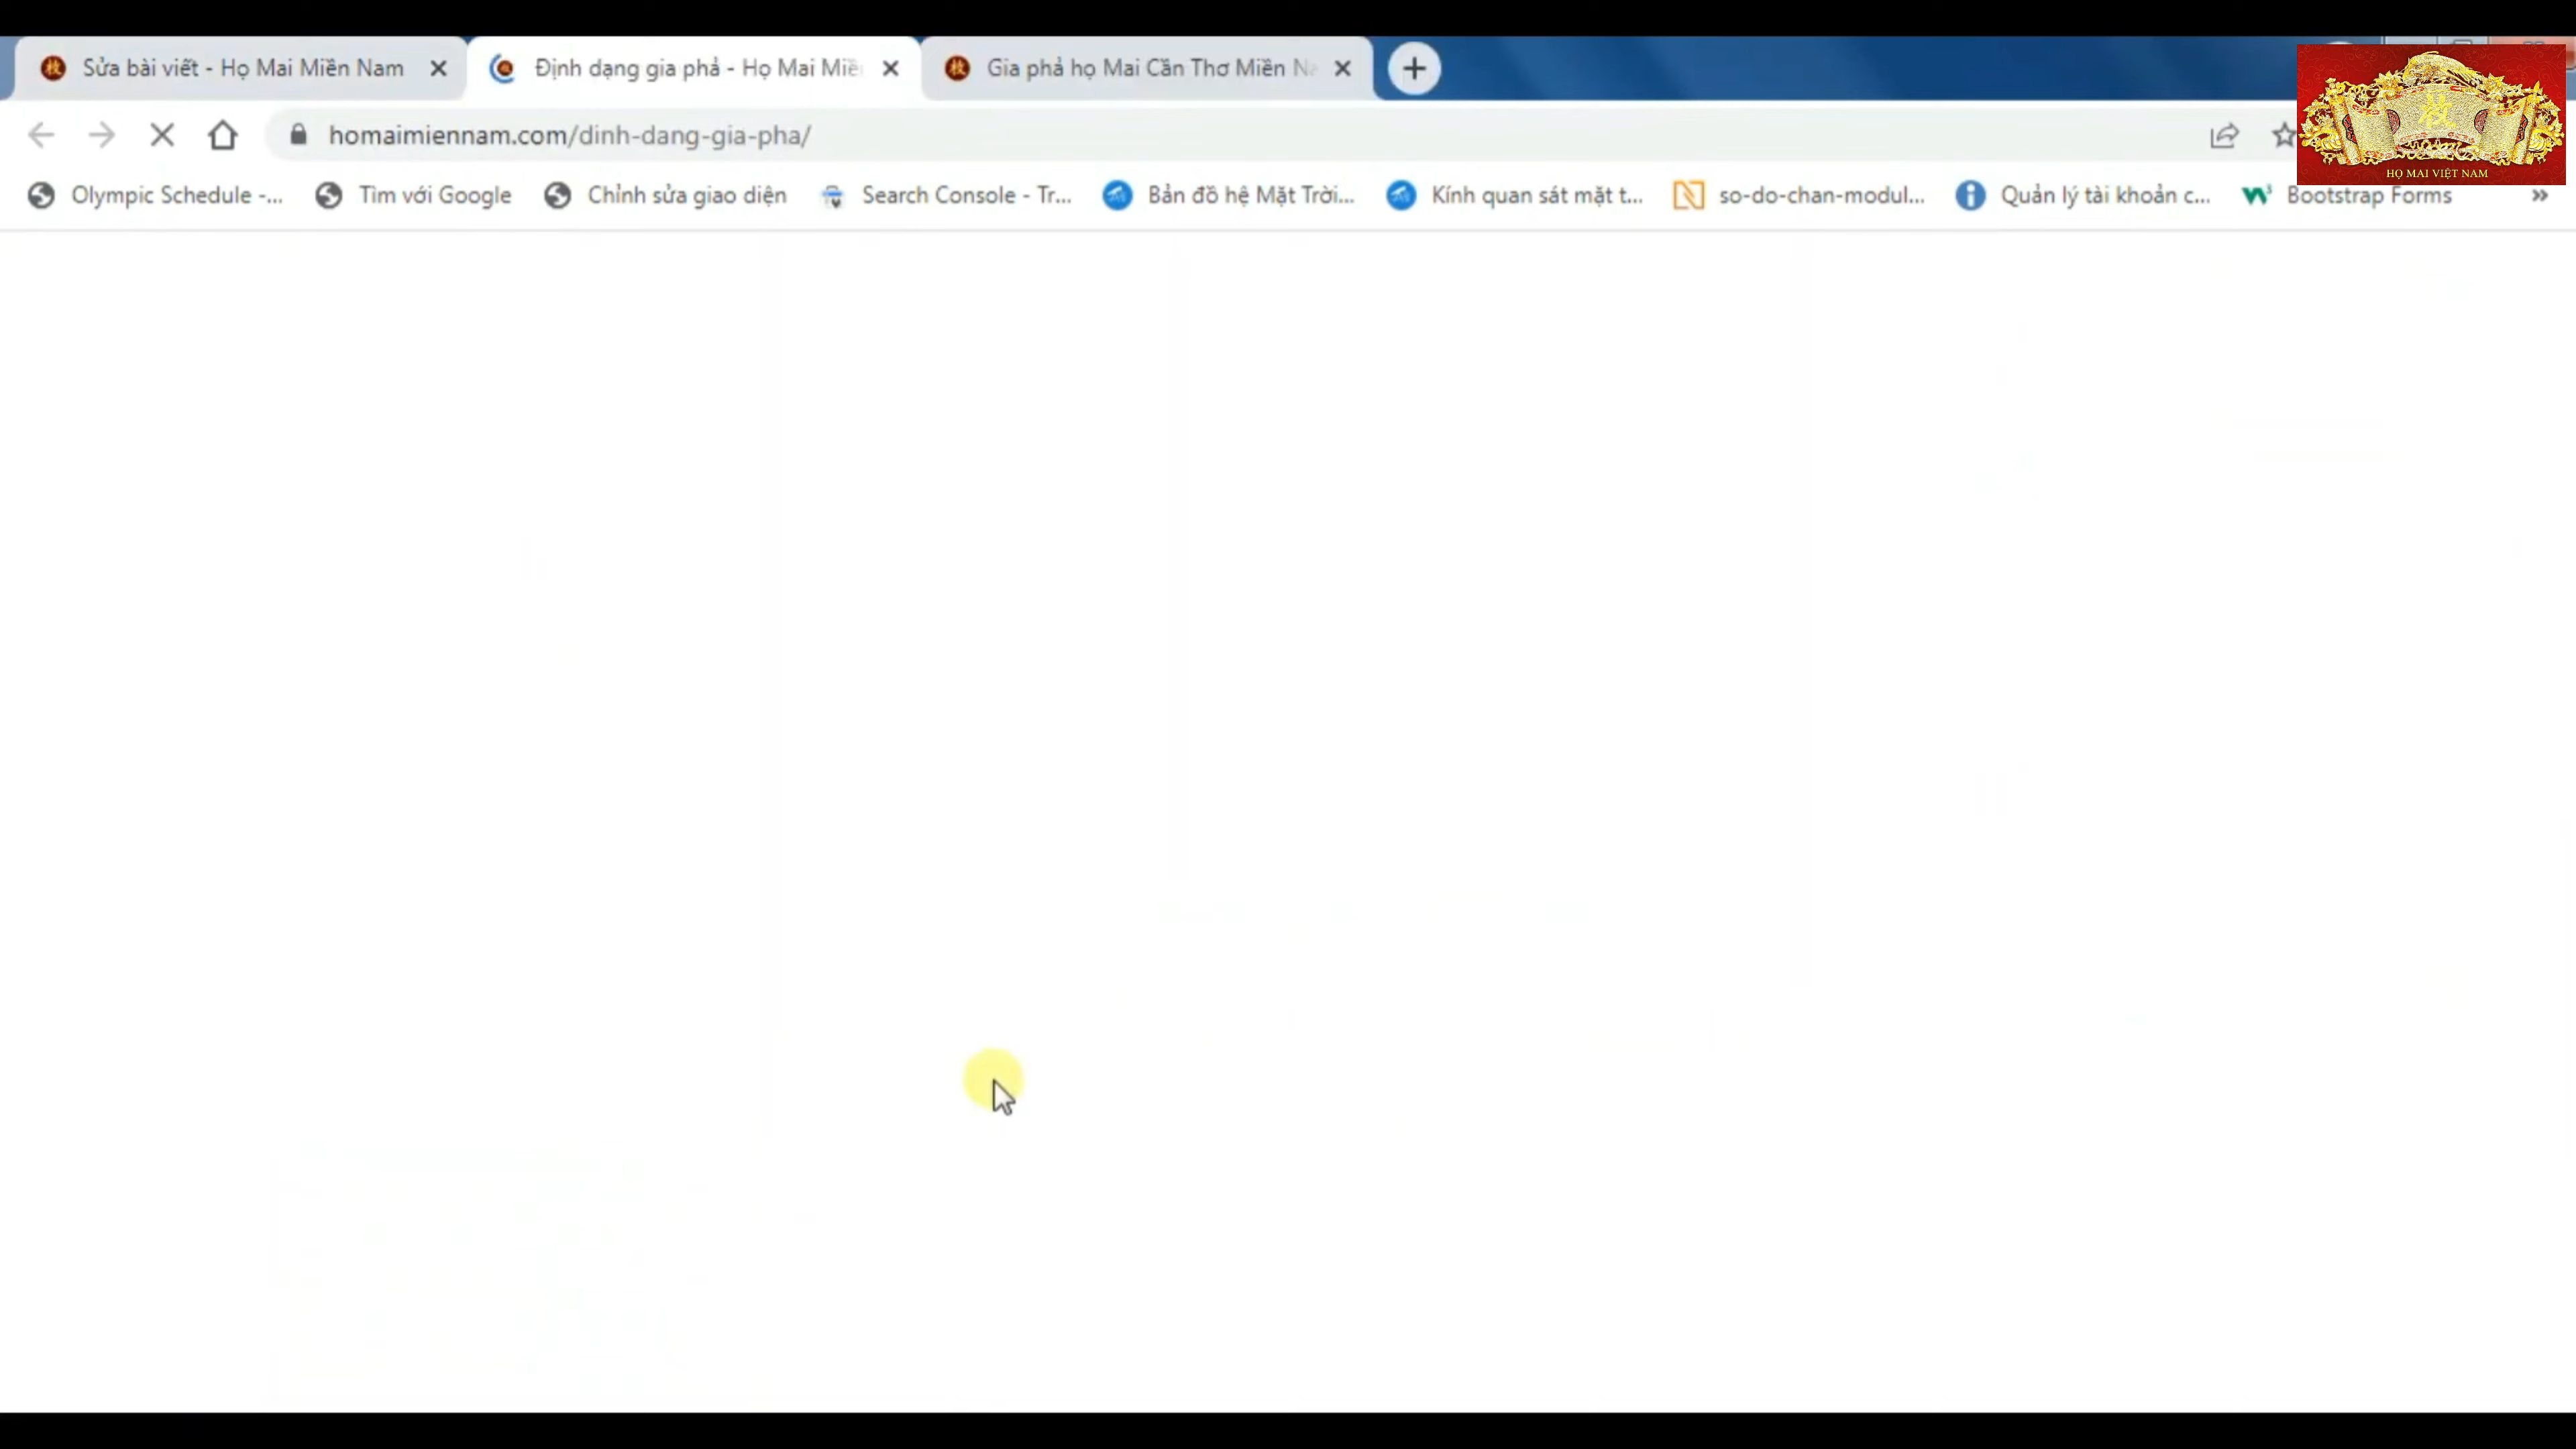 Sửa bài viết - Họ Mai Miền Nam
Định dạng gia phả - Họ Mai Miề
Gia phả họ Mai Cần Thơ Miền Na
homaimiennam.com/dinh-dang-gia-pha/
Olympic Schedule -...
Tìm với Google
Chỉnh sửa giao diện
Search Console - Tr...
Bản đồ hệ Mặt Trời...
Kính quan sát mặt t...
so-do-chan-modul...
Quản lý tài khoản c...
Bootstrap Forms
枚
HỌ MAI VIỆT NAM